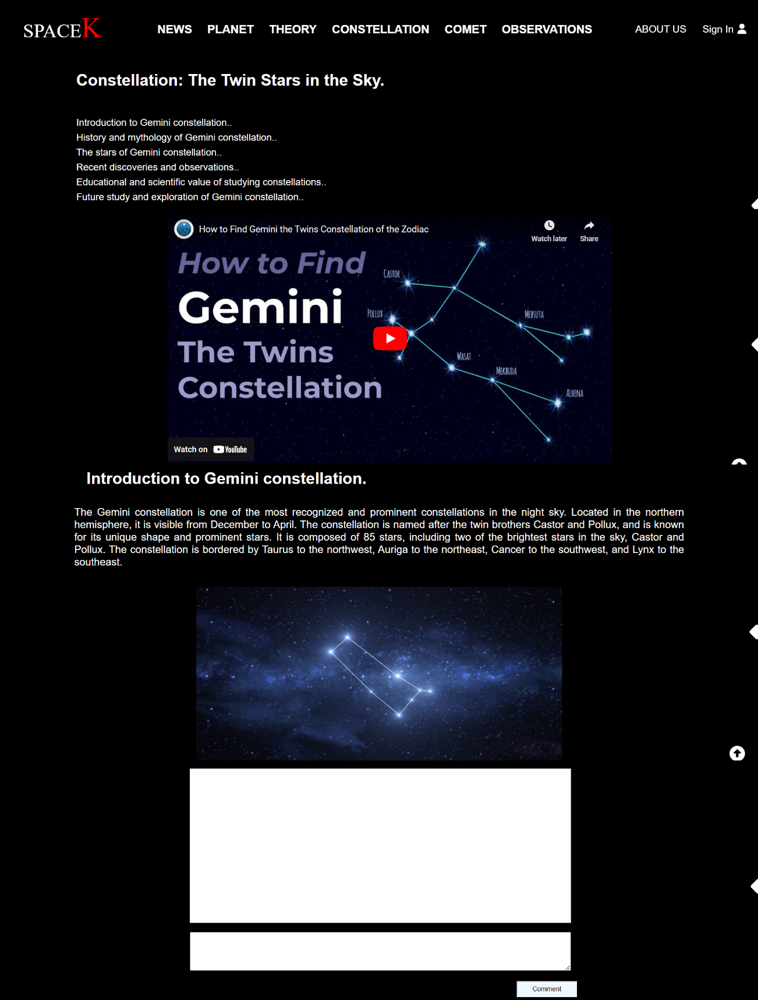 SPACEK
NEWS PLANET THEORY CONSTELLATION COMET OBSERVATIONS ABOUT US Sign In
Constellation: The Twin Stars in the Sky.
Introduction to Gemini constellation..
History and mythology of Gemini constellation..
The stars of Gemini constellation..
Recent discoveries and observations..
Educational and scientific value of studying constellations..
Future study and exploration of Gemini constellation..
How to Find Gemini the Twins Constellation of the Zodiac
Watch later Share
How to Find
Gemini
The Twins
Constellation
CASTOR
POLLUX
MEBSUTA
WASAT
MEKBUDA
ALHENA
Watch on YouTube
Introduction to Gemini constellation.
The Gemini constellation is one of the most recognized and prominent constellations in the night sky. Located in the northern
hemisphere, it is visible from December to April. The constellation is named after the twin brothers Castor and Pollux, and is known
for its unique shape and prominent stars. It is composed of 85 stars, including two of the brightest stars in the sky, Castor and
Pollux. The constellation is bordered by Taurus to the northwest, Auriga to the northeast, Cancer to the southwest, and Lynx to the
southeast.
Comment